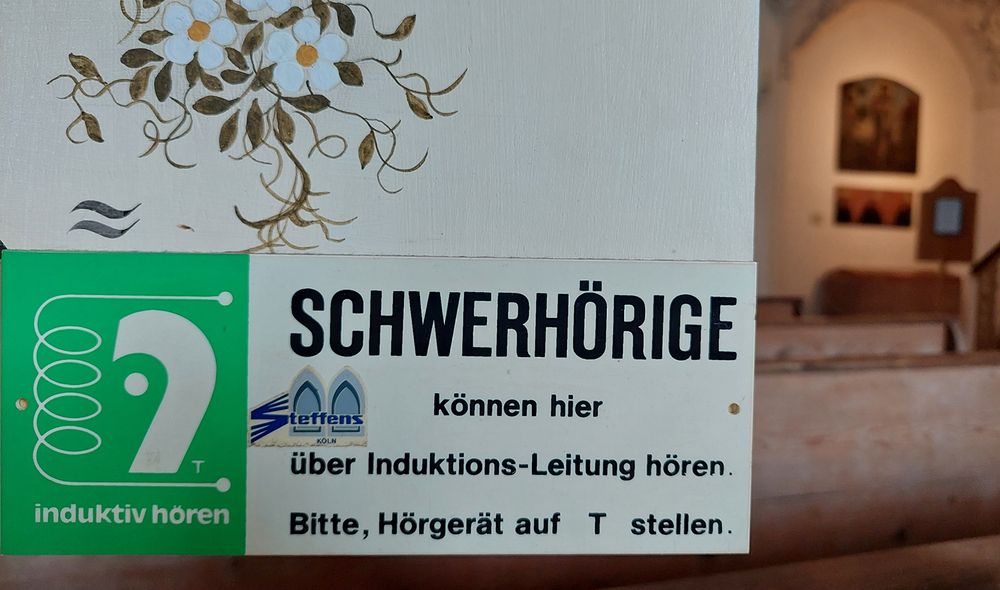 SCHWERHÖRIGE
können hier
Steffens
KÖLN
über Induktions-Leitung hören.
Bitte, Hörgerät auf T stellen.
T
induktiv hören